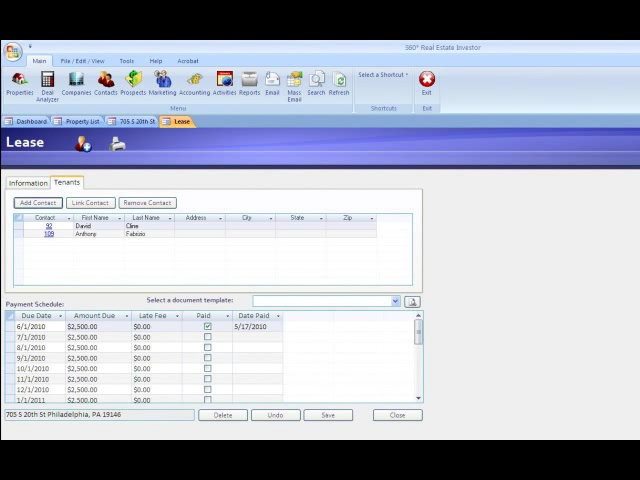 360° Real Estate Investor
Main File / Edit / View Tools Help Acrobat
Properties Deal Analyzer Companies Contacts Prospects Marketing Accounting Activities Reports Email Mass Email Search Refresh
Select a Shortcut
Exit
Menu Shortcuts Exit
Dashboard Property List 705 S 20th St Lease
Lease
Information Tenants
Add Contact Link Contact Remove Contact
Contact First Name Last Name Address City State Zip
92 David Cline
109 Anthony Fabrizio
Payment Schedule: Select a document template:
Due Date Amount Due Late Fee Paid Date Paid
6/1/2010 $2,500.00 $0.00 5/17/2010
7/1/2010 $2,500.00 $0.00
8/1/2010 $2,500.00 $0.00
9/1/2010 $2,500.00 $0.00
10/1/2010 $2,500.00 $0.00
11/1/2010 $2,500.00 $0.00
12/1/2010 $2,500.00 $0.00
1/1/2011 $2,500.00 $0.00
705 S 20th St Philadelphia, PA 19146 Delete Undo Save Close